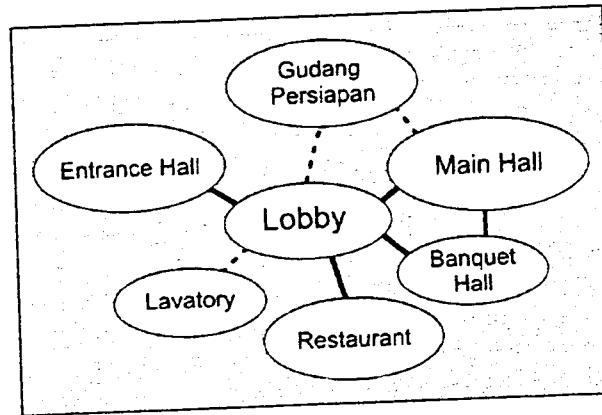 Gudang
Persiapan
Entrance Hall
Main Hall
Lobby
Banquet
Hall
Lavatory
Restaurant